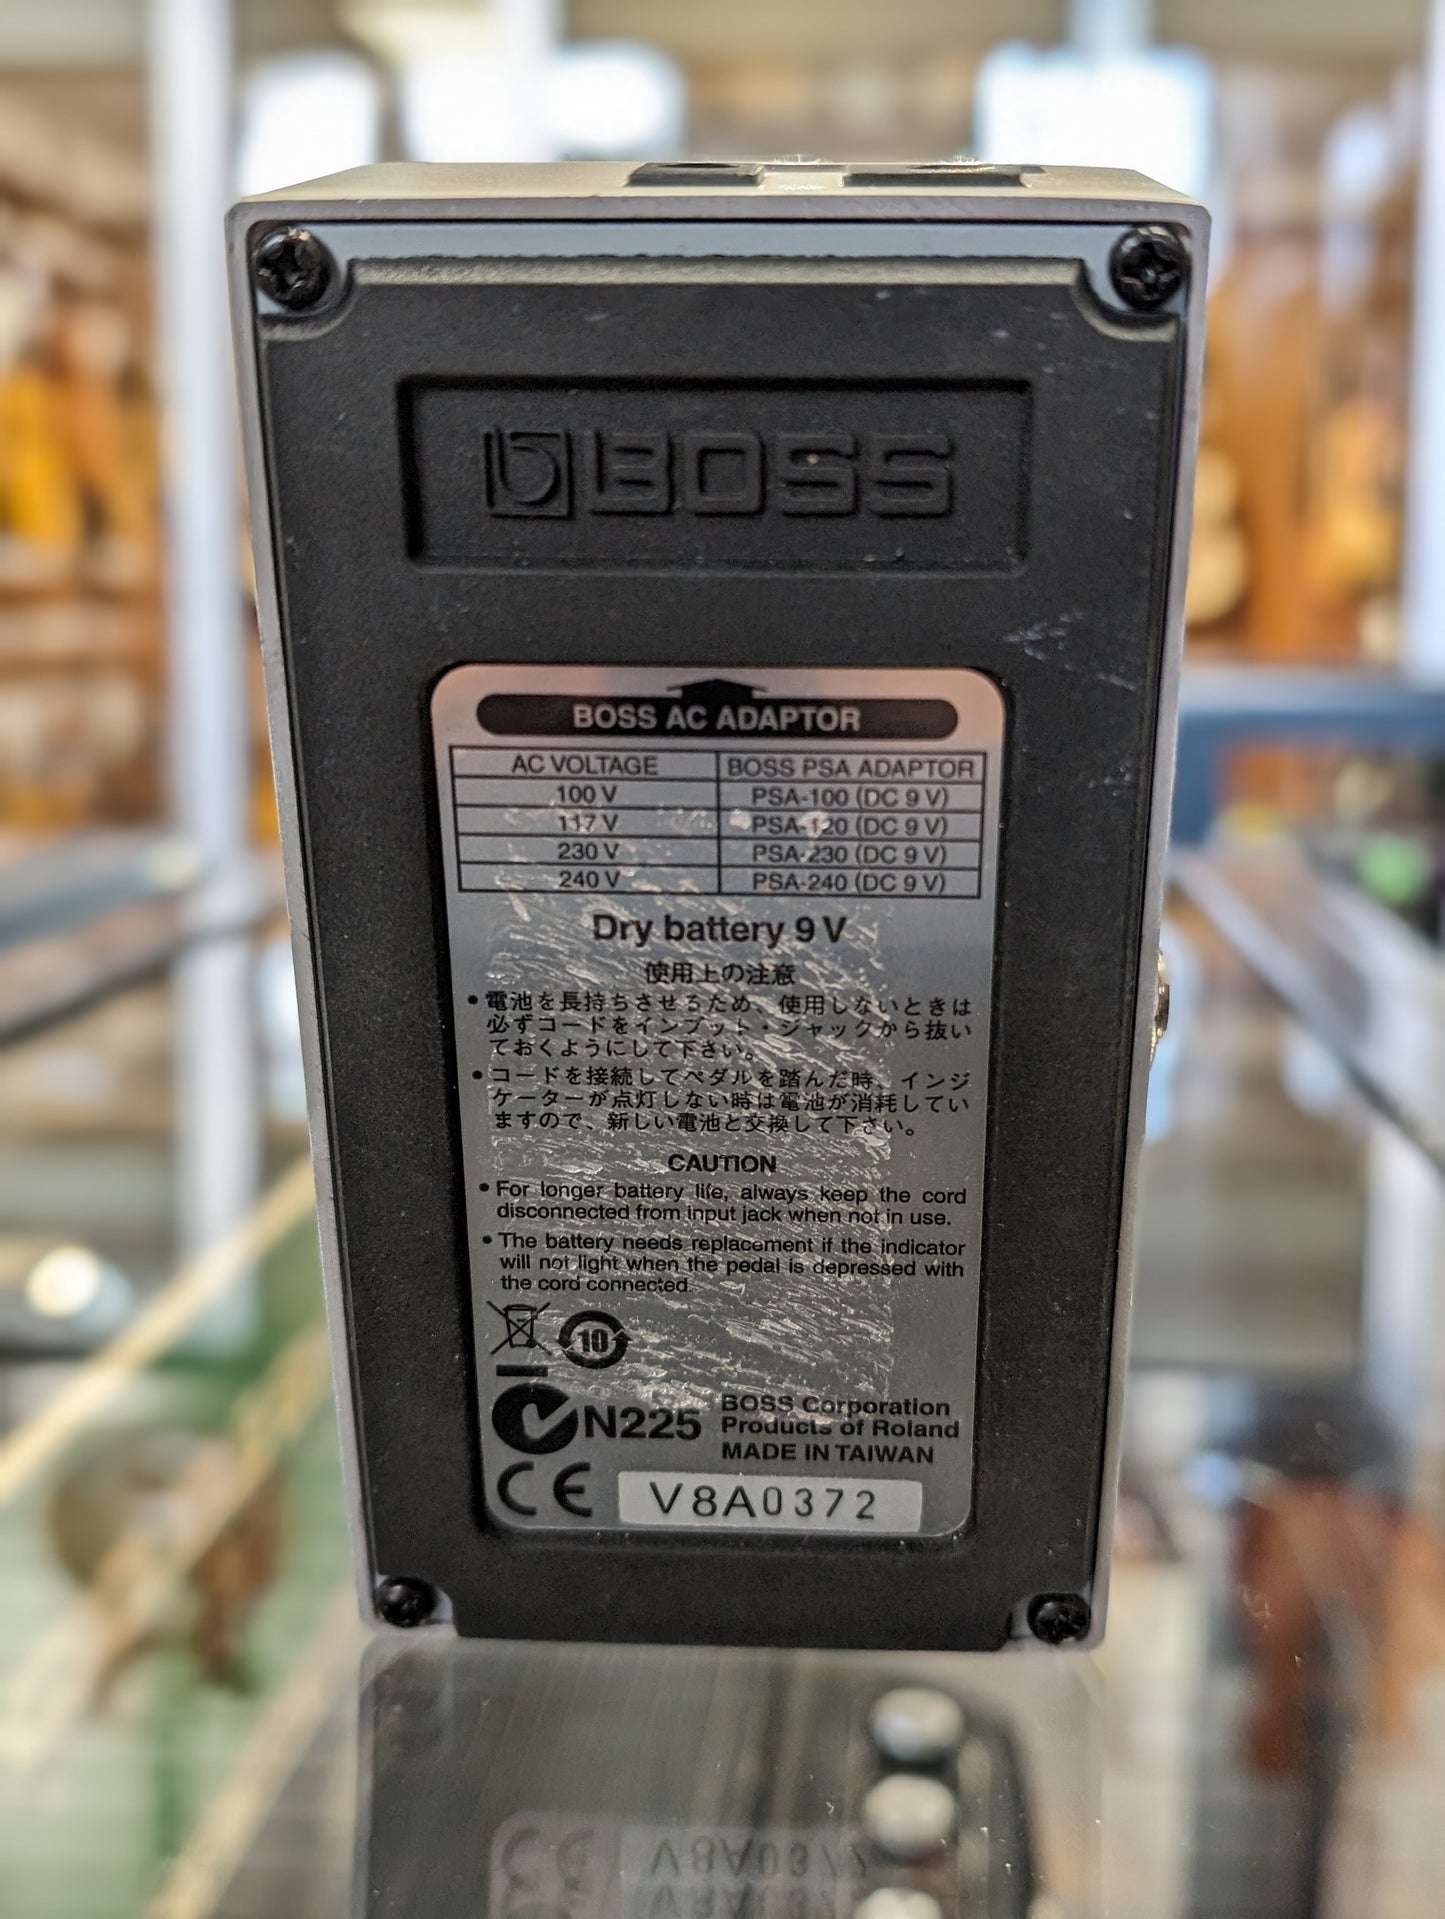 BOSS
BOSS AC ADAPTOR
AC VOLTAGE BOSS PSA ADAPTOR
100 V PSA-100 (DC 9 V)
117 V PSA-120 (DC 9 V)
230 V PSA-230 (DC 9 V)
240 V PSA-240 (DC 9 V)
Dry battery 9 V
使用上の注意
•電池を長持ちさせるため、使用しないときは
必ずコードをインプット・ジャックから抜い
ておくようにして下さい。
•コードを接続してペダルを踏んだ時、インジ
ケーターが点灯しない時は電池が消耗してい
ますので、新しい電池と交換して下さい。
CAUTION
•For longer battery life, always keep the cord
disconnected from input jack when not in use.
•The battery needs replacement if the indicator
will not light when the pedal is depressed with
the cord connected.
10
N225
BOSS Corporation
Products of Roland
MADE IN TAIWAN
CE V8A0372